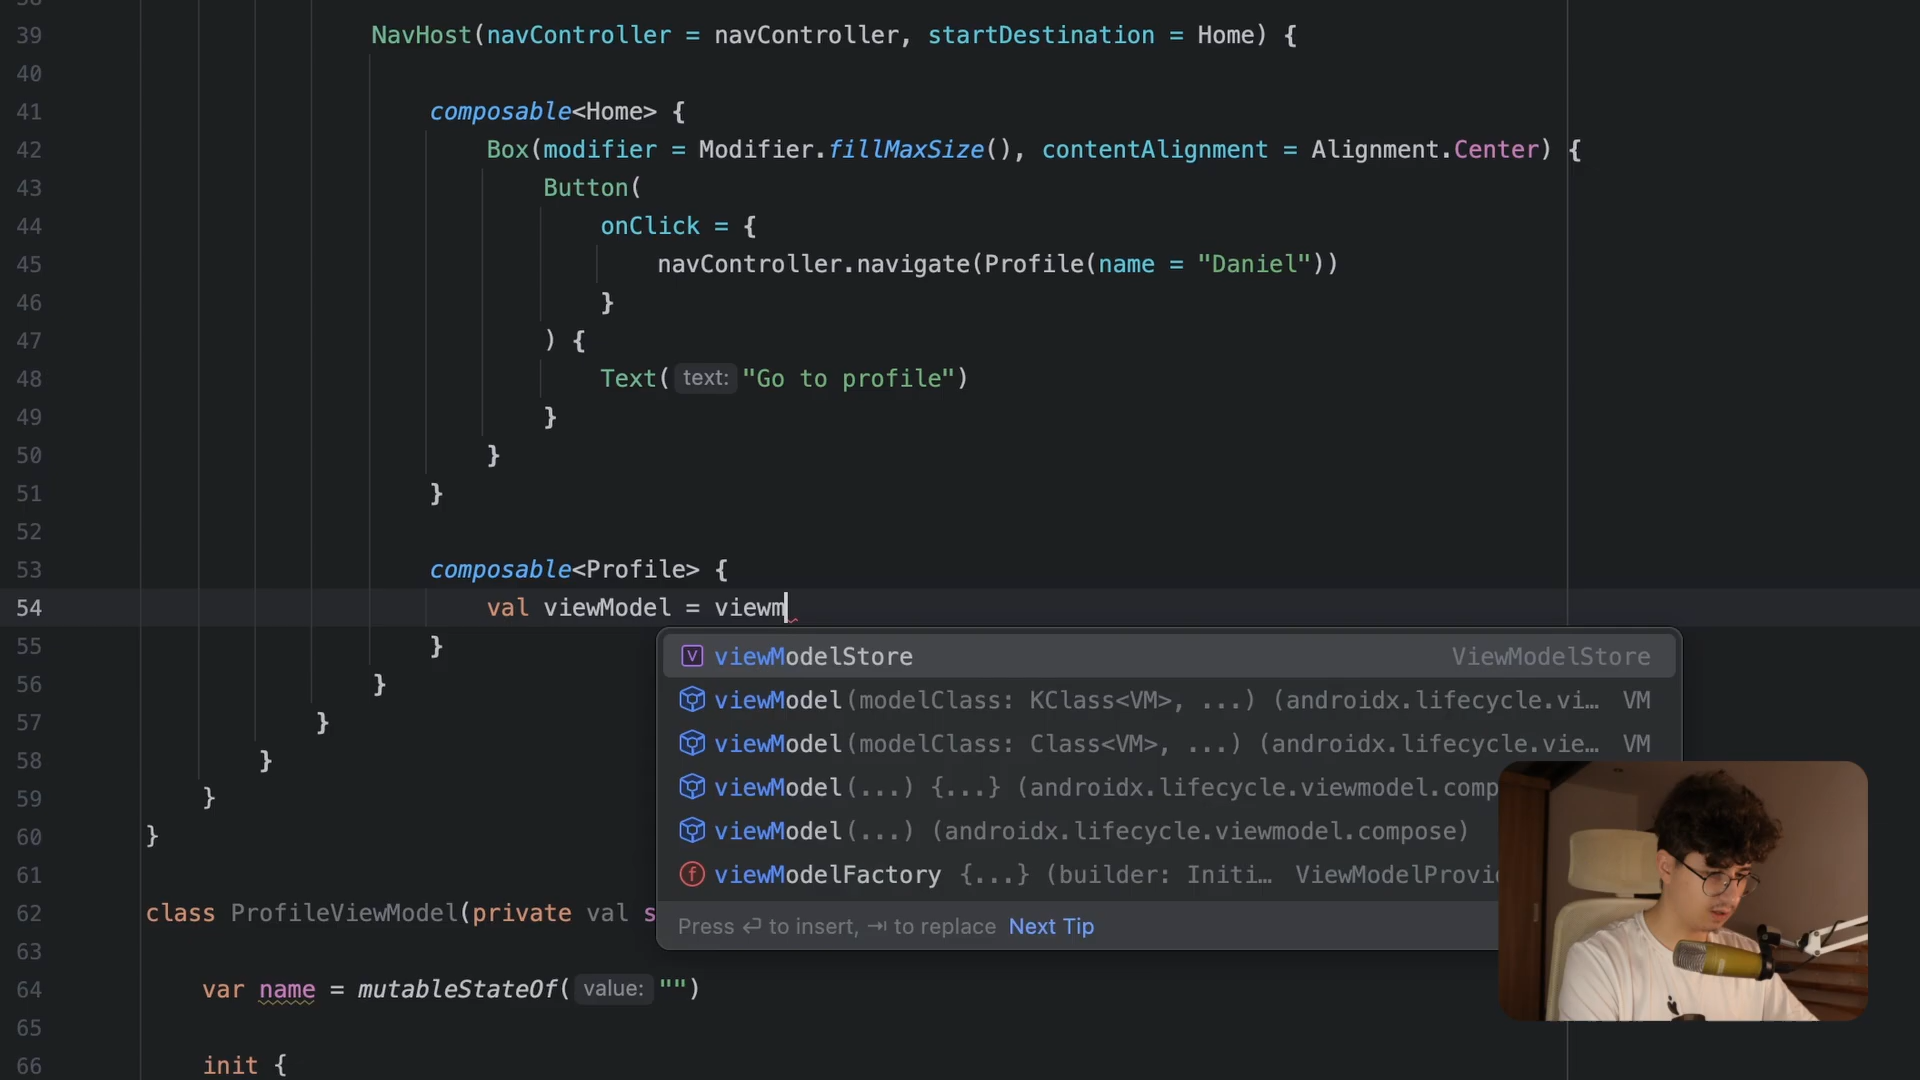 39 NavHost(navController = navController, startDestination = Home) {
40
41 composable<Home> {
42 Box(modifier = Modifier.fillMaxSize(), contentAlignment = Alignment.Center) {
43 Button(
44 onClick = {
45 navController.navigate(Profile(name = "Daniel"))
46 }
47 ) {
48 Text( text: "Go to profile")
49 }
50 }
51 }
52
53 composable<Profile> {
54 val viewModel = viewm
55 }
viewModelStore ViewModelStore
56 }
viewModel(modelClass: KClass<VM>, ...) (androidx.lifecycle.vi… VM
57 }
viewModel(modelClass: Class<VM>, ...) (androidx.lifecycle.vie… VM
58 }
viewModel(...) {...} (androidx.lifecycle.viewmodel.comp
59 }
viewModel(...) (androidx.lifecycle.viewmodel.compose)
60 }
viewModelFactory {...} (builder: Initi… ViewModelProvid
61
62 class ProfileViewModel(private val s
Press ↵ to insert, ⇥ to replace Next Tip
63
64 var name = mutableStateOf( value: "")
65
66 init {